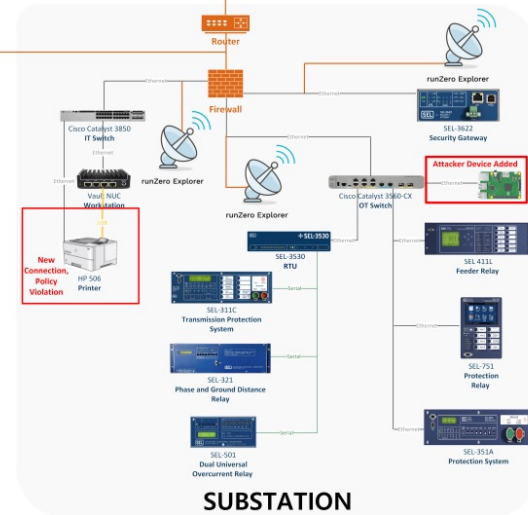 Router
Ethernet
Firewall
Ethernet
runZero Explorer
SEL-3622
Security Gateway
Cisco Catalyst 3850
IT Switch
Ethernet
Ethernet
runZero Explorer
Ethernet
runZero Explorer
Vault NUC
Workstation
Cisco Catalyst 3560-CX
OT Switch
Attacker Device Added
Ethernet
New
Connection,
Policy
Violation
HP 506
Printer
SEL-3530
SEL-3530
RTU
Ethernet
SEL 411L
Feeder Relay
Serial
SEL-311C
Transmission Protection
System
Ethernet
SEL-751
Protection
Relay
Serial
SEL-321
Phase and Ground Distance
Relay
Serial
SEL-501
Dual Universal
Overcurrent Relay
Ethernet
SEL-351A
Protection System
SUBSTATION